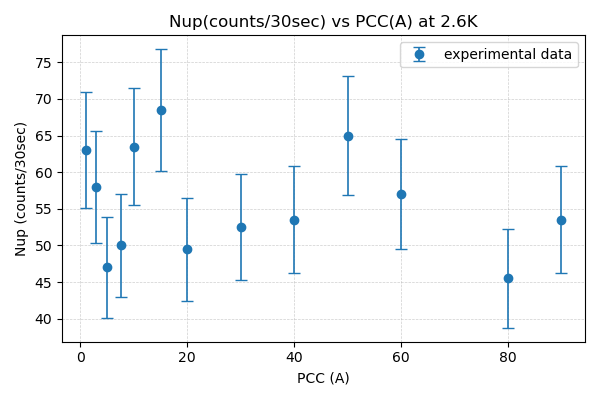 Nup(counts/30sec) vs PCC(A) at 2.6K
experimental data
75
70
65
60
55
50
45
40
Nup (counts/30sec)
0 20 40 60 80
PCC (A)